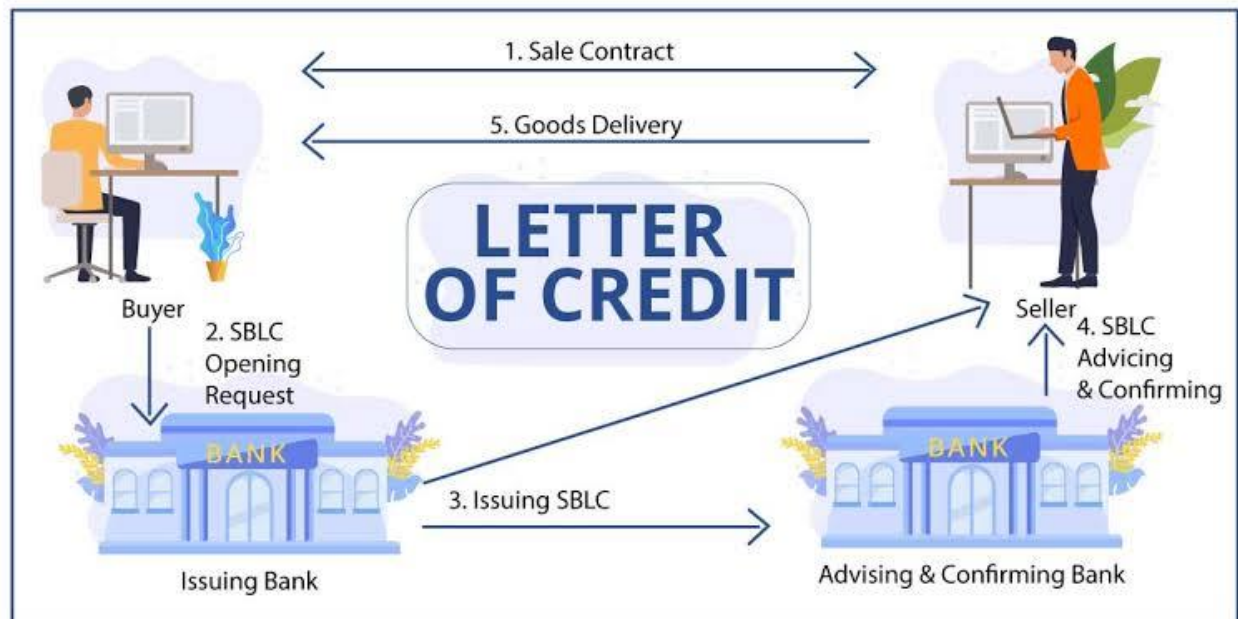 1. Sale Contract
5. Goods Delivery
LETTER
OF CREDIT
Buyer
Seller
2. SBLC
Opening
Request
4. SBLC
Advicing
& Confirming
BANK
BANK
3. Issuing SBLC
Issuing Bank
Advising & Confirming Bank